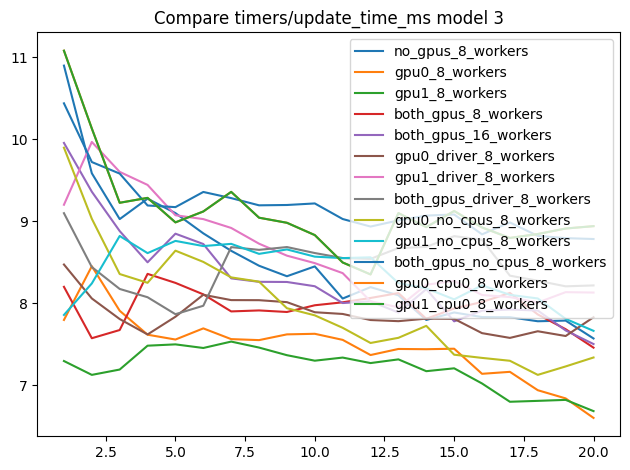 Compare timers/update_time_ms model 3
11
10
9
8
7
no_gpus_8_workers
gpu0_8_workers
gpu1_8_workers
both_gpus_8_workers
both_gpus_16_workers
gpu0_driver_8_workers
gpu1_driver_8_workers
both_gpus_driver_8_workers
gpu0_no_cpus_8_workers
gpu1_no_cpus_8_workers
both_gpus_no_cpus_8_workers
gpu0_cpu0_8_workers
gpu1_cpu0_8_workers
2.5 5.0 7.5 10.0 12.5 15.0 17.5 20.0